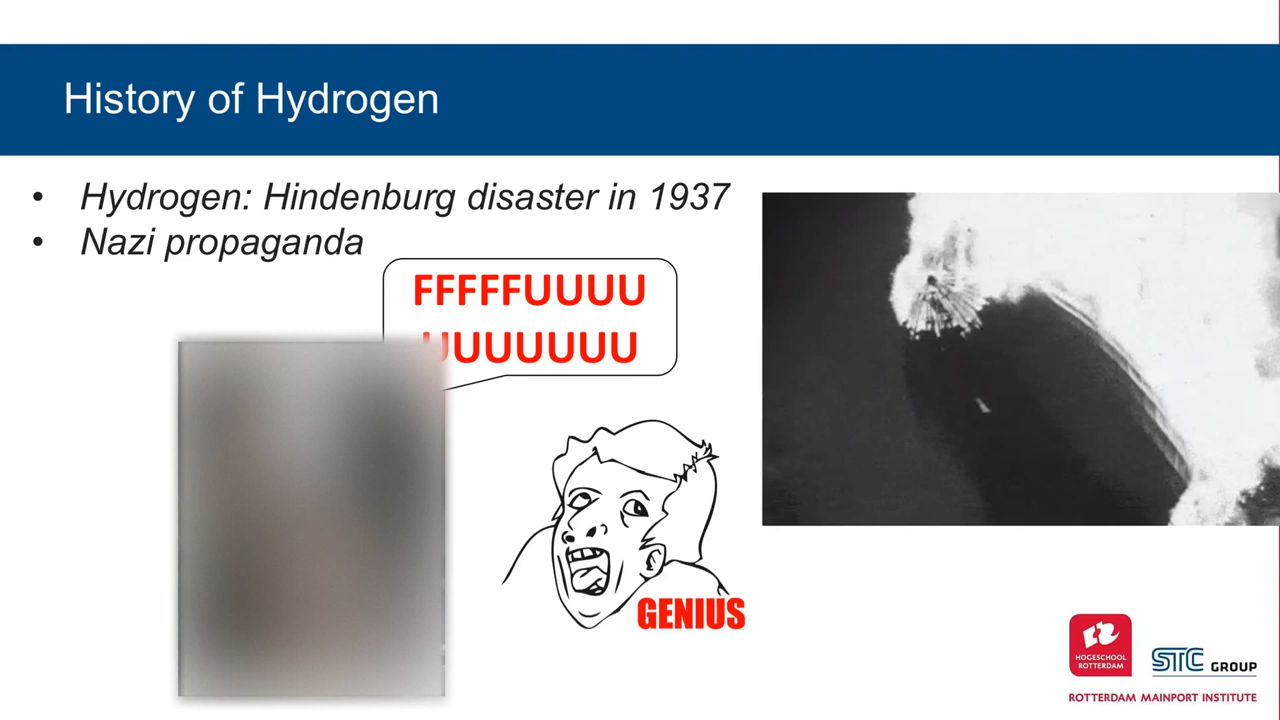 History of Hydrogen
• Hydrogen: Hindenburg disaster in 1937
• Nazi propaganda
FFFFFUUUU
UUUUUUU
GENIUS
HOGESCHOOL
ROTTERDAM
STC GROUP
ROTTERDAM MAINPORT INSTITUTE